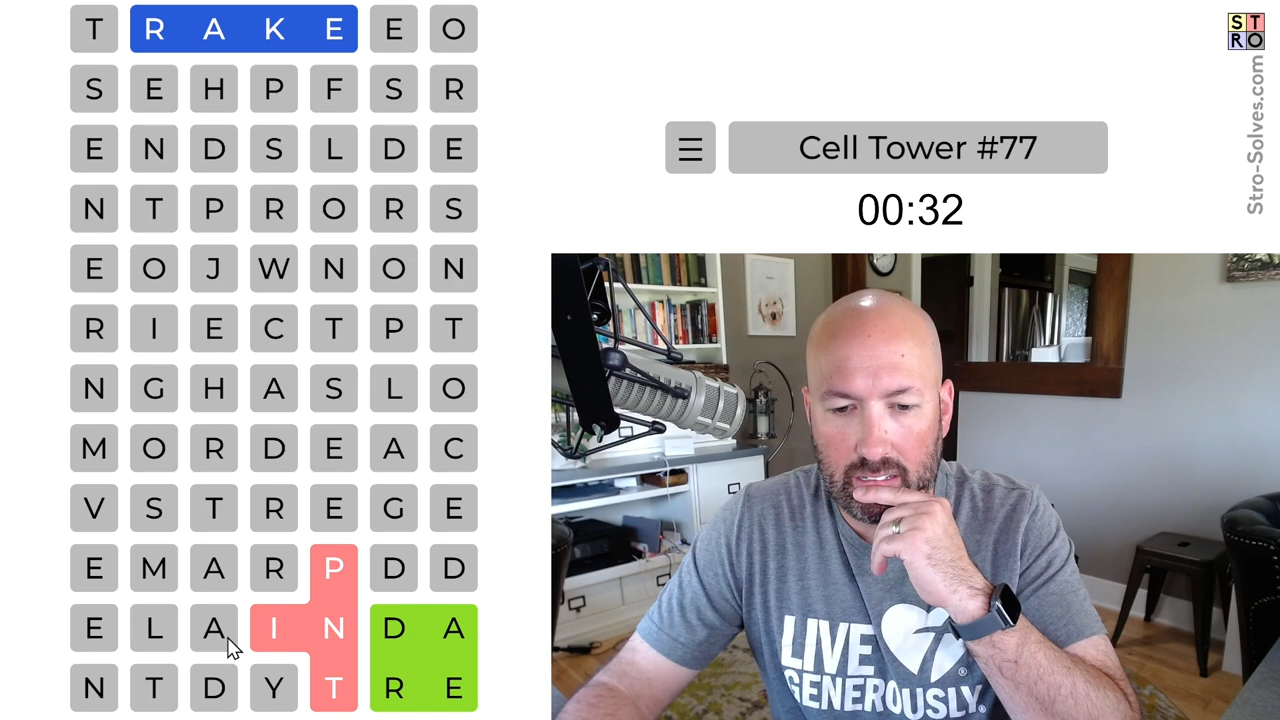 T R A K E E O
S E H P F S R
E N D S L D E
N T P R O R S
E O J W N O N
R I E C T P T
N G H A S L O
M O R D E A C
V S T R E G E
E M A R P D D
E L A I N D A
N T D Y T R E
☰ Cell Tower #77
00:32
S T
R O
Stro-Solves.com
LIVE
GENEROUSLY.®